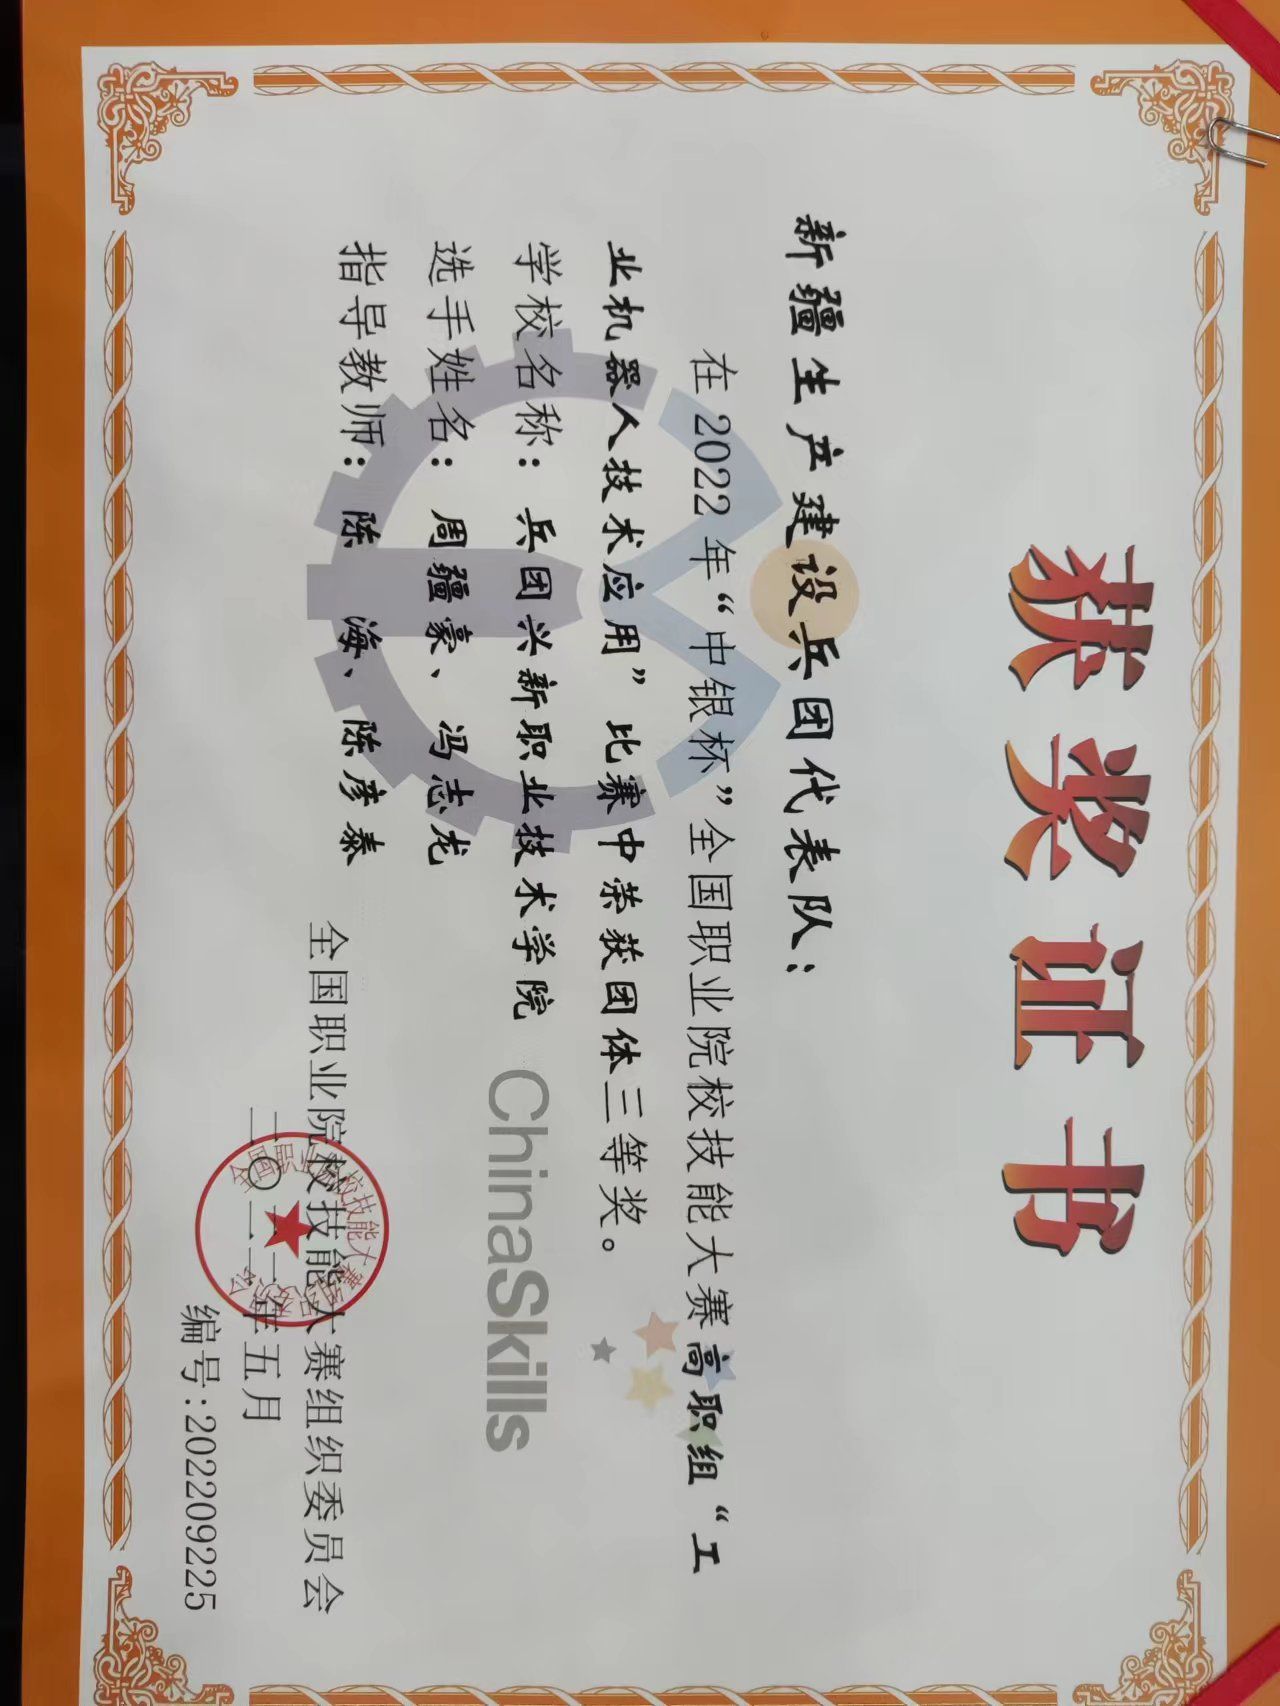 获奖证书
新疆生产建设兵团代表队：
在2022年“中银杯”全国职业院校技能大赛高职组“工
业机器人技术应用”比赛中荣获团体三等奖。
学校名称：兵团兴新职业技术学院
选手姓名：周疆豪、冯志龙
指导教师：陈 海、陈彦泰
ChinaSkills
全国职业院校技能大赛组织委员会
二〇二三年五月
编号：202209225